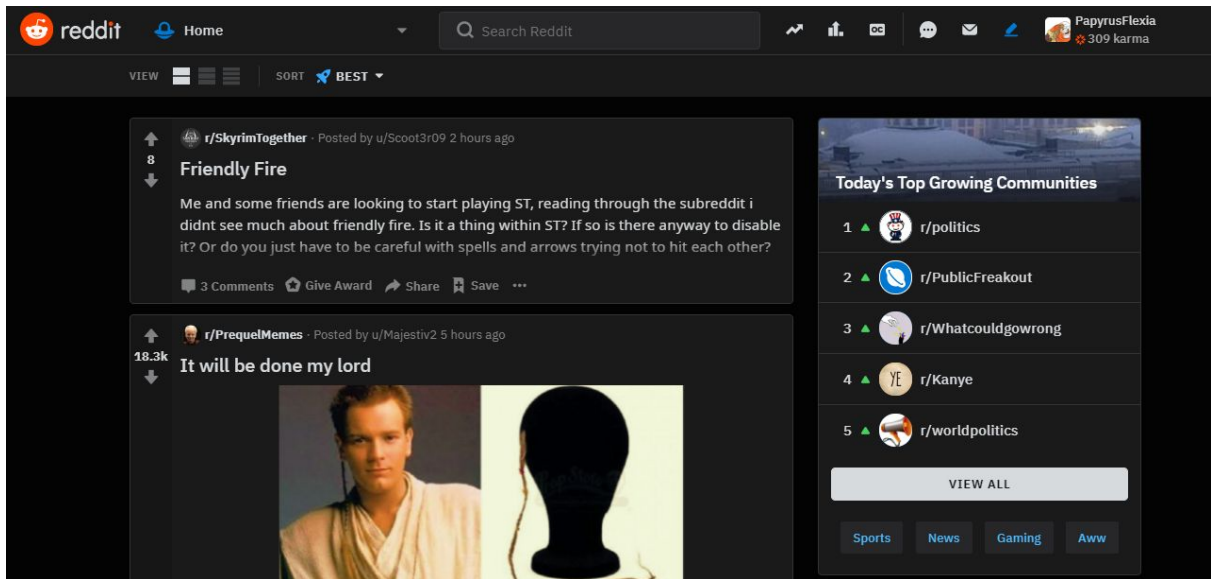 reddit
Home
Search Reddit
OC
PapyrusFlexia
309 karma
VIEW
SORT
BEST
8
r/SkyrimTogether · Posted by u/Scoot3r09 2 hours ago
Friendly Fire
Me and some friends are looking to start playing ST, reading through the subreddit i
didnt see much about friendly fire. Is it a thing within ST? If so is there anyway to disable
it? Or do you just have to be careful with spells and arrows trying not to hit each other?
3 Comments Give Award Share Save
18.3k
r/PrequelMemes · Posted by u/Majestiv2 5 hours ago
It will be done my lord
Today's Top Growing Communities
1 r/politics
2 r/PublicFreakout
3 r/Whatcouldgowrong
4 YE r/Kanye
5 r/worldpolitics
VIEW ALL
Sports News Gaming Aww